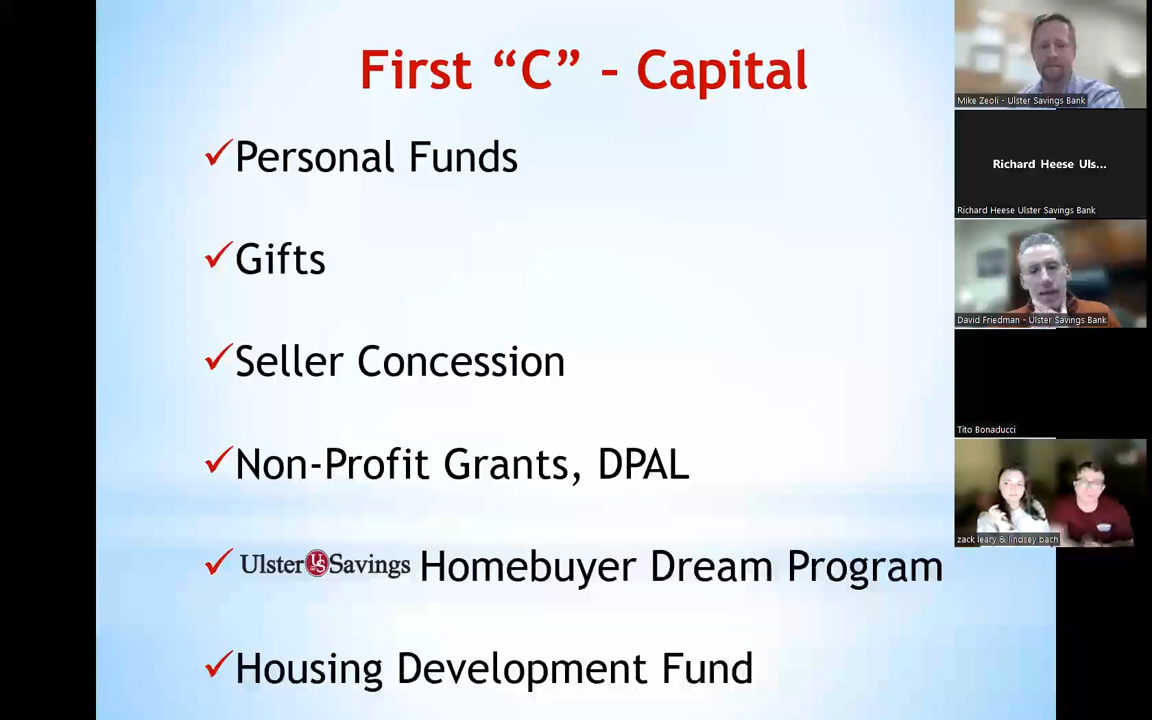 First “C” - Capital
✓Personal Funds
✓Gifts
✓Seller Concession
✓Non-Profit Grants, DPAL
✓Ulster US Savings Homebuyer Dream Program
✓Housing Development Fund
Mike Zeoli - Ulster Savings Bank
Richard Heese Uls...
Richard Heese Ulster Savings Bank
David Friedman - Ulster Savings Bank
Tito Bonaducci
zack leary & lindsey bach